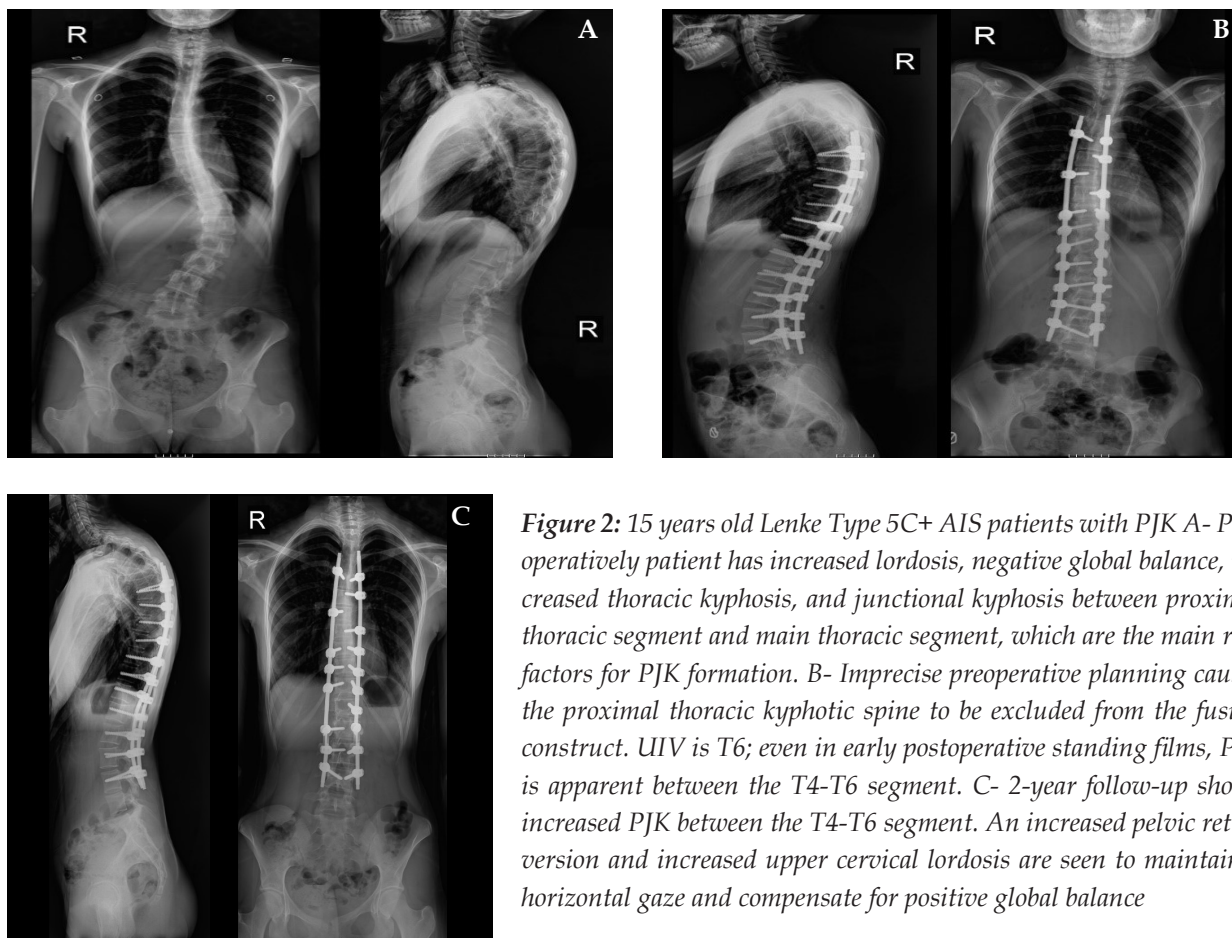 R
A
R
R
R
B
R
C
Figure 2: 15 years old Lenke Type 5C+ AIS patients with PJK A- P
operatively patient has increased lordosis, negative global balance,
creased thoracic kyphosis, and junctional kyphosis between proxim
thoracic segment and main thoracic segment, which are the main r
factors for PJK formation. B- Imprecise preoperative planning cau
the proximal thoracic kyphotic spine to be excluded from the fusi
construct. UIV is T6; even in early postoperative standing films, P
is apparent between the T4-T6 segment. C- 2-year follow-up sho
increased PJK between the T4-T6 segment. An increased pelvic ret
version and increased upper cervical lordosis are seen to maintain
horizontal gaze and compensate for positive global balance